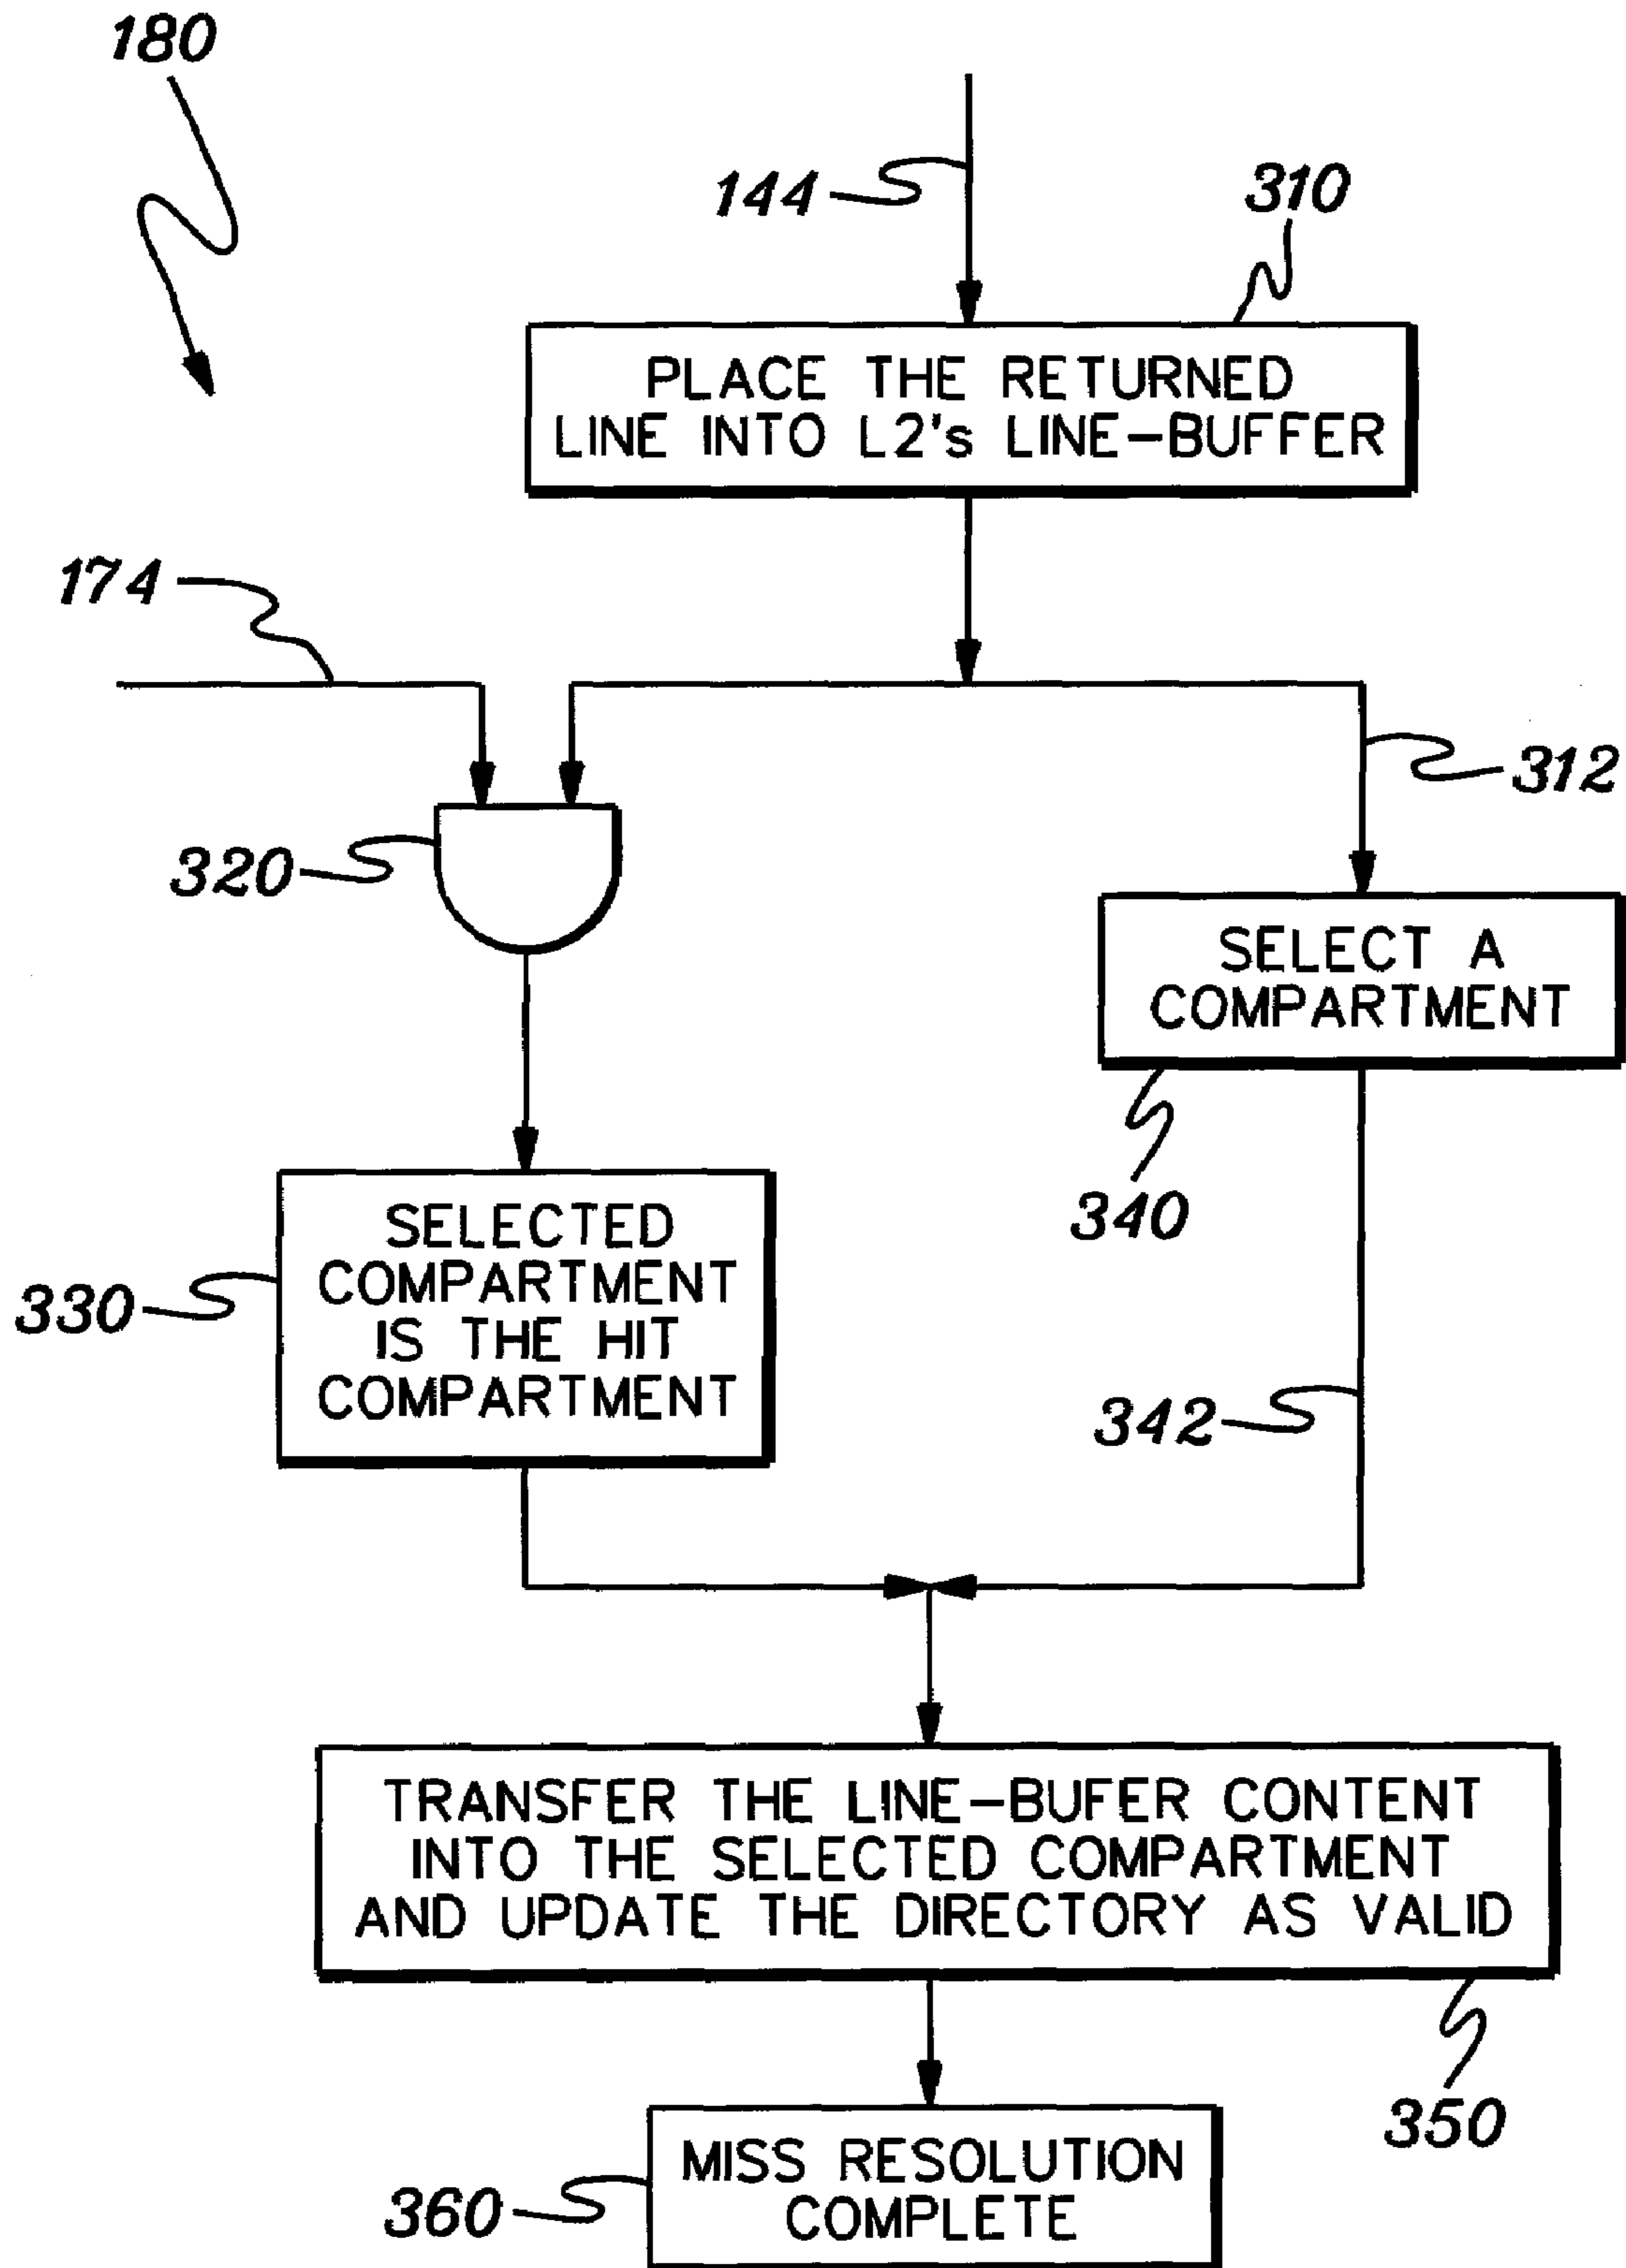 180
144
310
PLACE THE RETURNED
LINE INTO L2's LINE-BUFFER
174
312
320
SELECT A
COMPARTMENT
340
SELECTED
COMPARTMENT
IS THE HIT
COMPARTMENT
330
342
TRANSFER THE LINE-BUFER CONTENT
INTO THE SELECTED COMPARTMENT
AND UPDATE THE DIRECTORY AS VALID
350
MISS RESOLUTION
COMPLETE
360